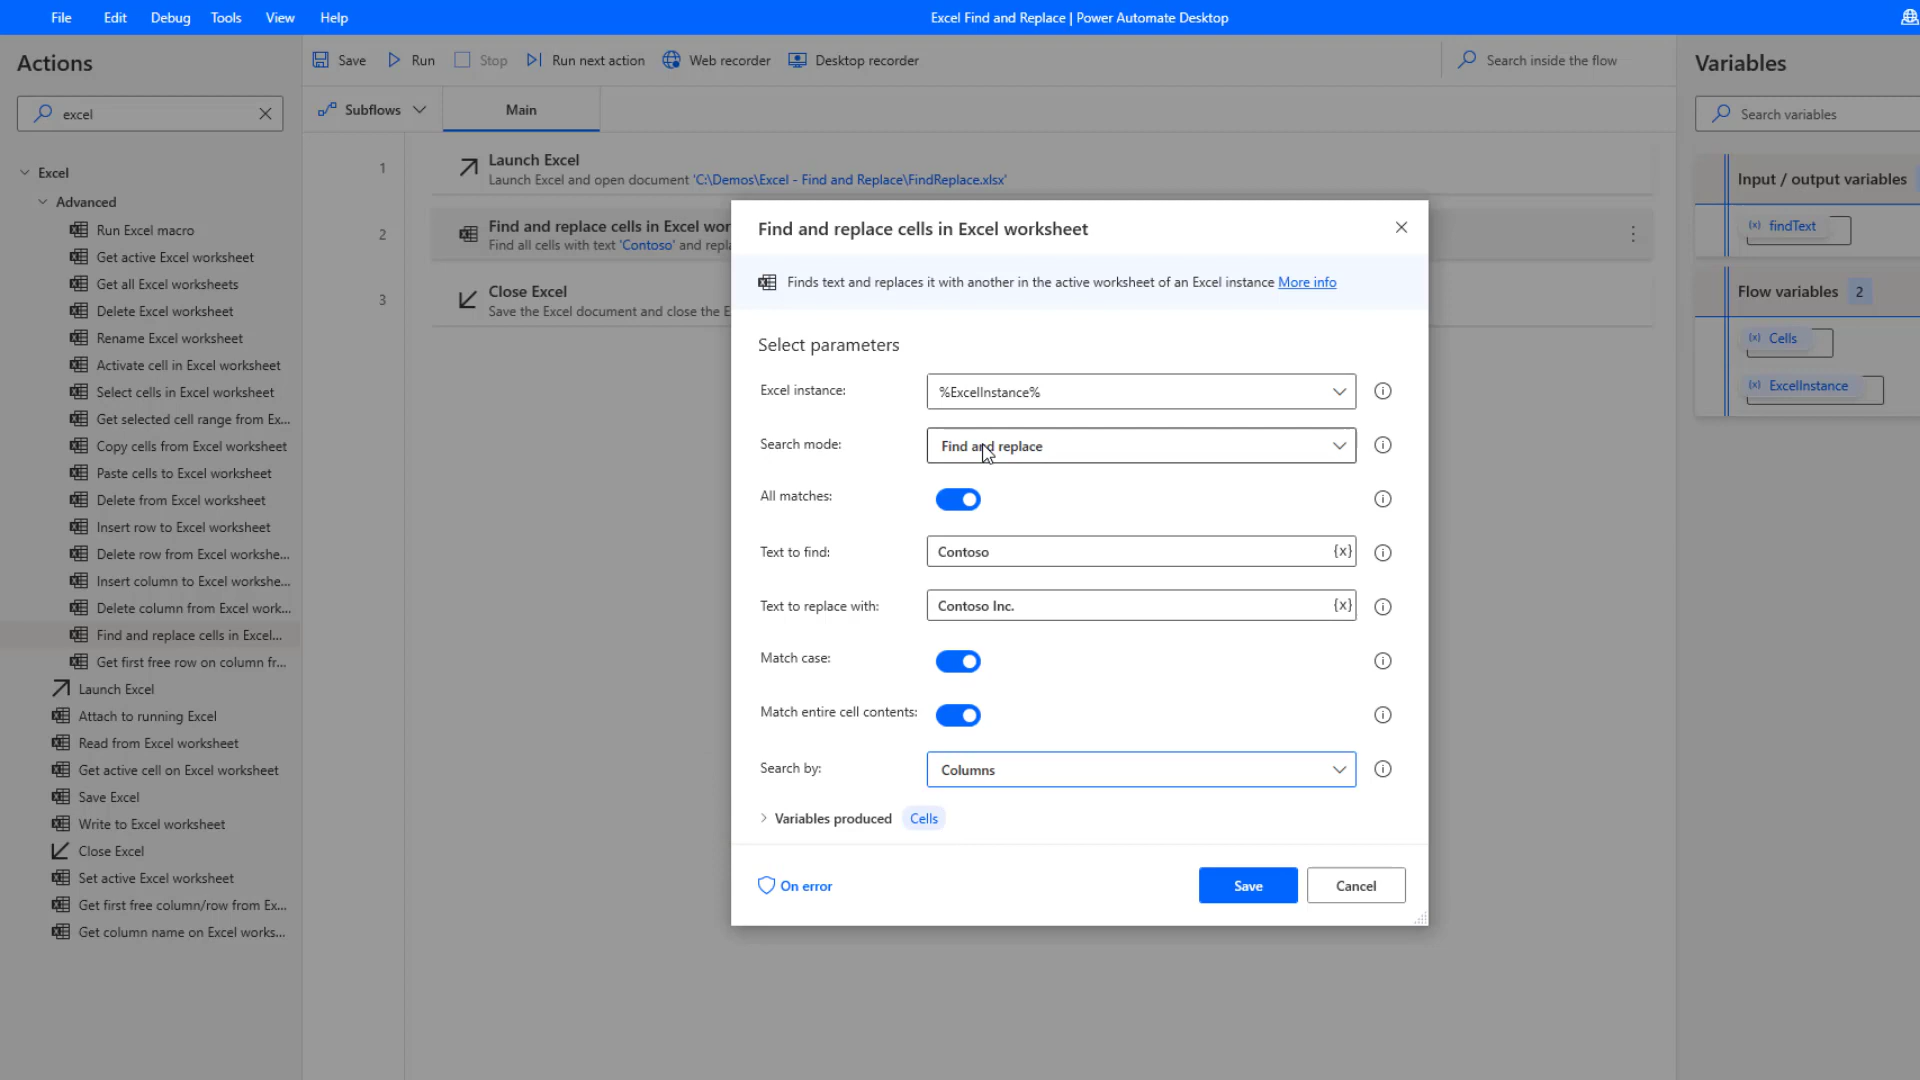 File Edit Debug Tools View Help
Excel Find and Replace | Power Automate Desktop
Actions
excel
Excel
Advanced
Run Excel macro
Get active Excel worksheet
Get all Excel worksheets
Delete Excel worksheet
Rename Excel worksheet
Activate cell in Excel worksheet
Select cells in Excel worksheet
Get selected cell range from Ex...
Copy cells from Excel worksheet
Paste cells to Excel worksheet
Delete from Excel worksheet
Insert row to Excel worksheet
Delete row from Excel workshe...
Insert column to Excel workshe...
Delete column from Excel work...
Find and replace cells in Excel...
Get first free row on column fr...
Launch Excel
Attach to running Excel
Read from Excel worksheet
Get active cell on Excel worksheet
Save Excel
Write to Excel worksheet
Close Excel
Set active Excel worksheet
Get first free column/row from Ex...
Get column name on Excel works...
Save Run Stop Run next action Web recorder Desktop recorder
Search inside the flow
Subflows Main
1
Launch Excel
Launch Excel and open document 'C:\Demos\Excel - Find and Replace\FindReplace.xlsx'
2
Find and replace cells in Excel wor
Find all cells with text 'Contoso' and repla
3
Close Excel
Save the Excel document and close the E
Find and replace cells in Excel worksheet
Finds text and replaces it with another in the active worksheet of an Excel instance More info
Select parameters
Excel instance: %ExcelInstance%
Search mode: Find and replace
All matches:
Text to find: Contoso {x}
Text to replace with: Contoso Inc. {x}
Match case:
Match entire cell contents:
Search by: Columns
Variables produced Cells
On error
Save Cancel
Variables
Search variables
Input / output variables
(x) findText
Flow variables 2
(x) Cells
(x) ExcelInstance